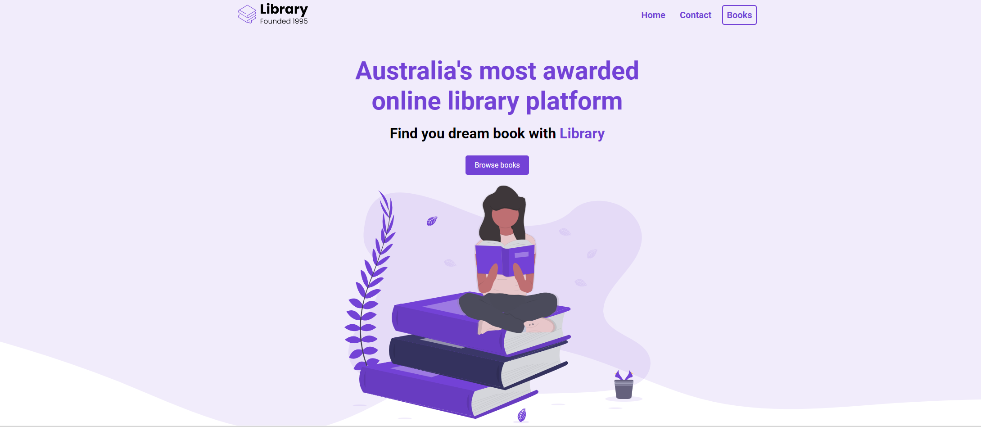 Library
Founded 1995
Home Contact Books
Australia's most awarded
online library platform
Find you dream book with Library
Browse books